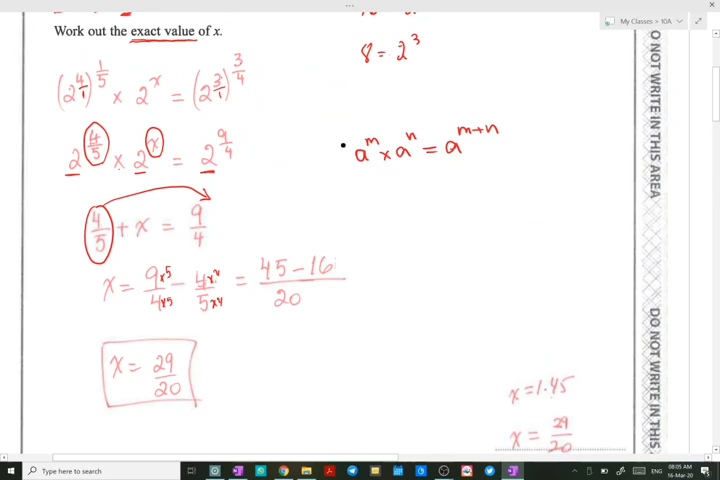 My Classes > 10A
Work out the exact value of x.
8 = 2^3
(2^{4/1})^{1/5} × 2^x = (2^{3/1})^{3/4}
2^{4/5} × 2^x = 2^{9/4}
• a^m × a^n = a^{m+n}
4/5 + x = 9/4
x = 9×5/4×5 − 4×4/5×4 = 45 − 16/20
x = 29/20
x = 1.45
x = 29/20
O NOT WRITE IN THIS AREA
DO NOT WRITE IN THIS
Type here to search
ENG
08:05 AM
16-Mar-20